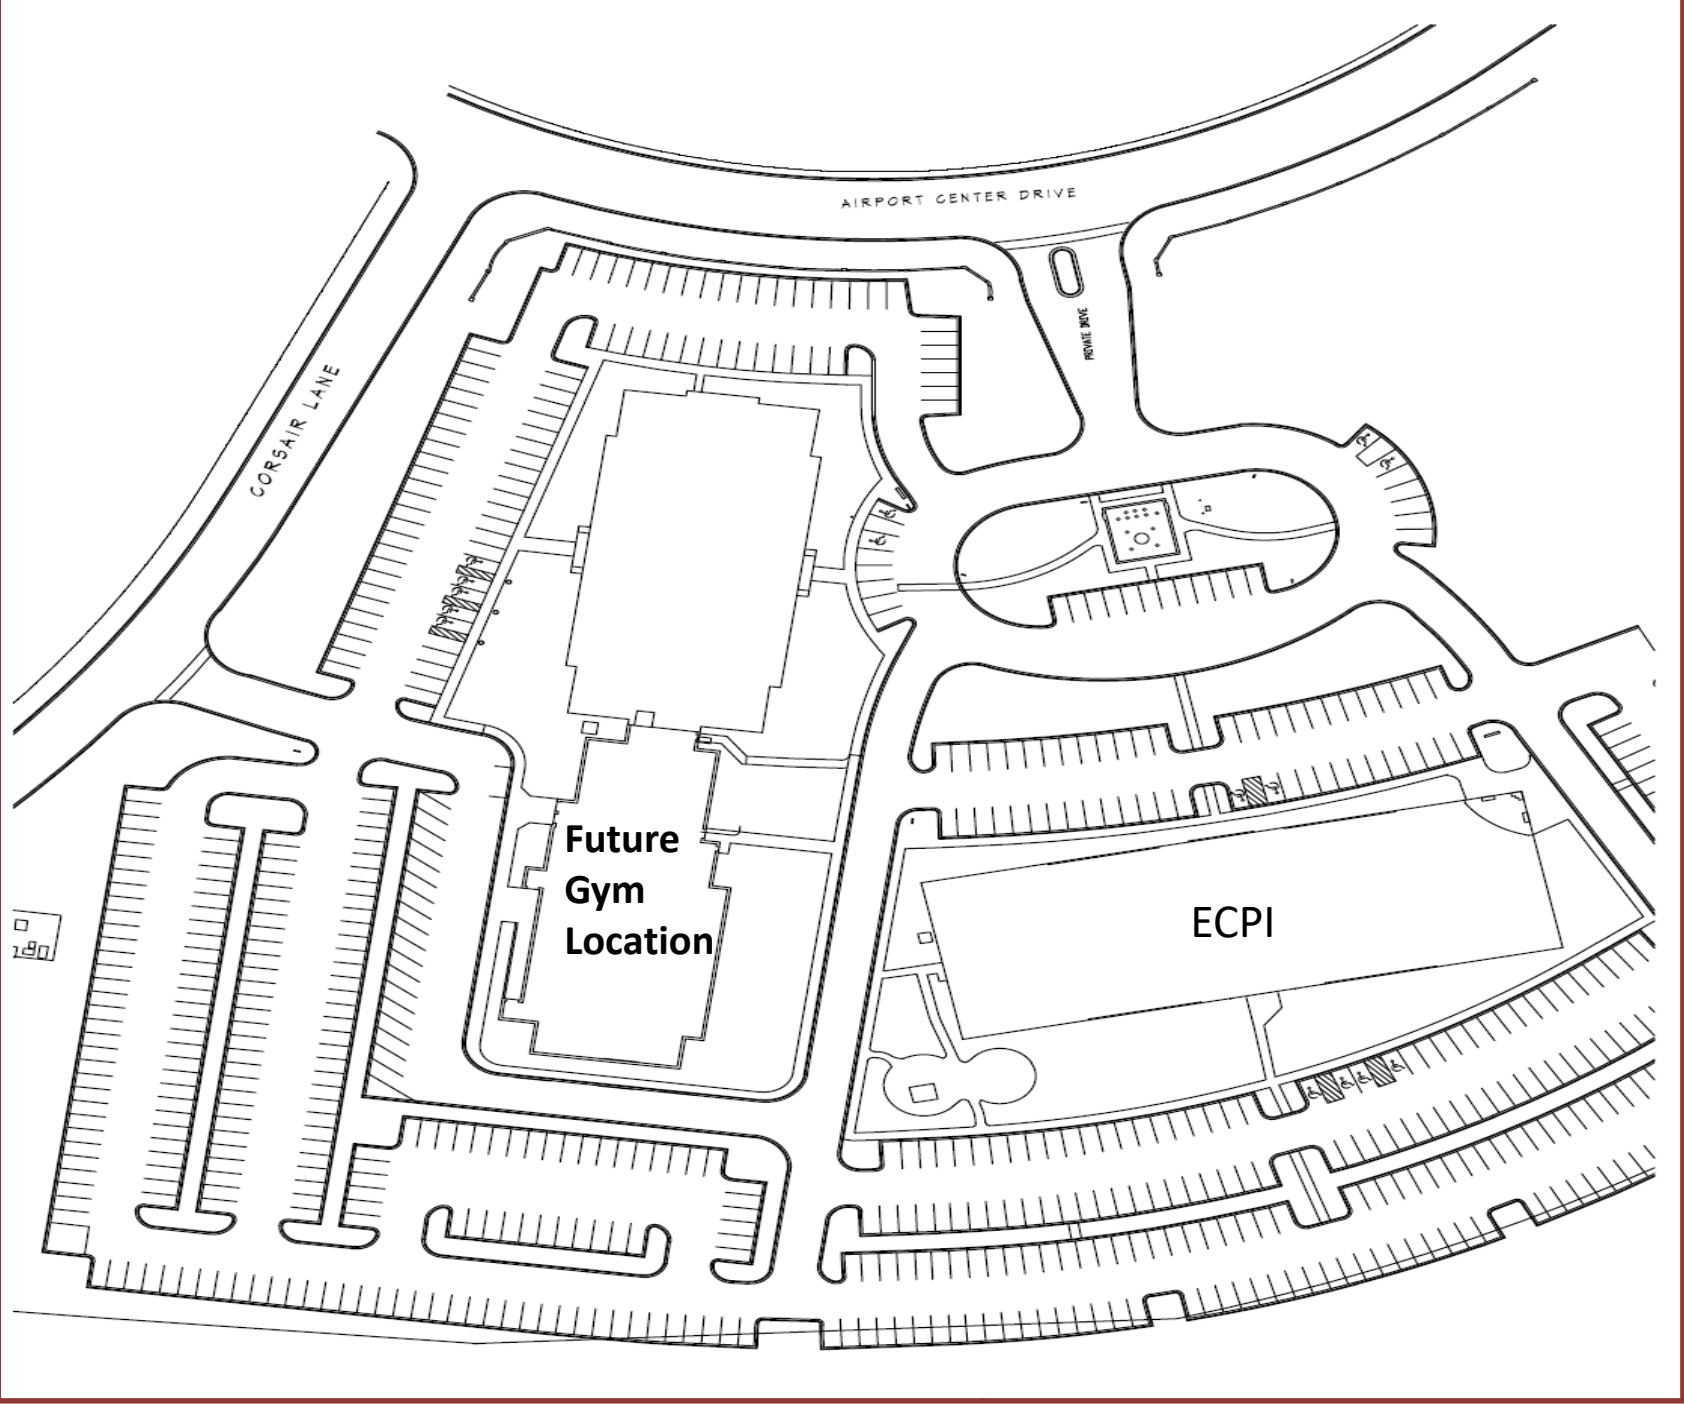 AIRPORT CENTER DRIVE
PRIVATE DRIVE
CORSAIR LANE
Future
Gym
Location
ECPI